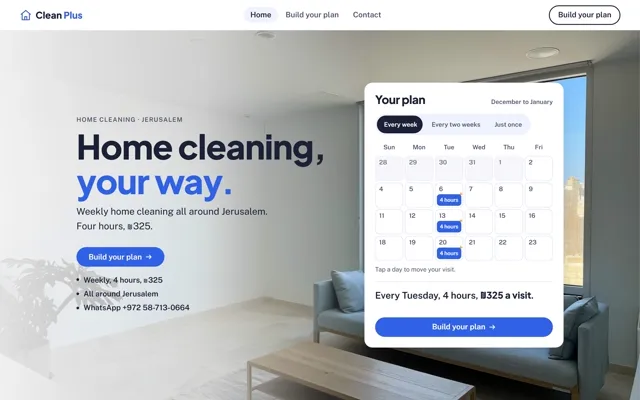 Clean Plus
Home
Build your plan
Contact
Build your plan
HOME CLEANING · JERUSALEM
Home cleaning,
your way.
Weekly home cleaning all around Jerusalem.
Four hours, ₪325.
Build your plan →
• Weekly, 4 hours, ₪325
• All around Jerusalem
• WhatsApp +972 58-713-0664
Your plan
December to January
Every week
Every two weeks
Just once
Sun Mon Tue Wed Thu Fri
28 29 30 31 1 2
4 5 6 7 8 9
4 hours
11 12 13 14 15 16
4 hours
18 19 20 21 22 23
4 hours
Tap a day to move your visit.
Every Tuesday, 4 hours, ₪325 a visit.
Build your plan →